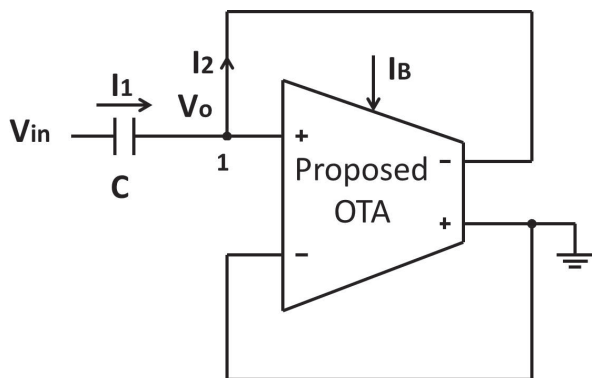 I2
IB
I1
Vo
Vin
+
-
1
Proposed
C
OTA
+
-